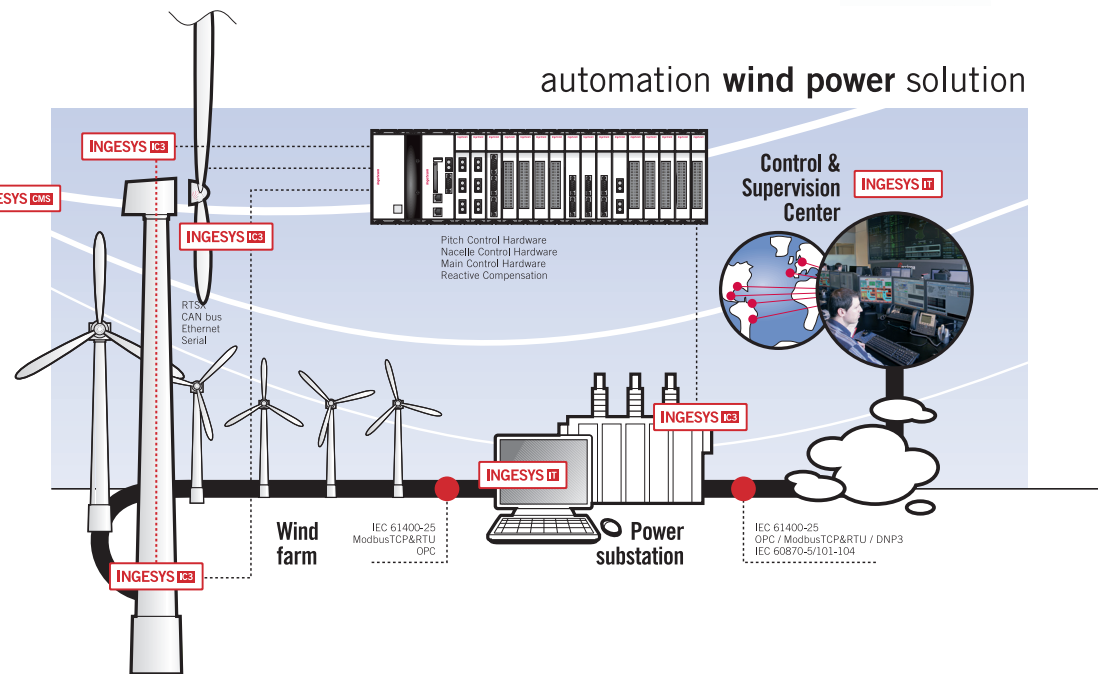 automation wind power solution
INGESYS IC3
ESYS CMS
INGESYS IC3
Pitch Control Hardware
Nacelle Control Hardware
Main Control Hardware
Reactive Compensation
Control &
Supervision
Center
INGESYS IT
RTSX
CAN bus
Ethernet
Serial
INGESYS IC3
INGESYS IT
Wind
farm
IEC 61400-25
ModbusTCP&RTU
OPC
Power
substation
IEC 61400-25
OPC / ModbusTCP&RTU / DNP3
IEC 60870-5/101-104
INGESYS IC3